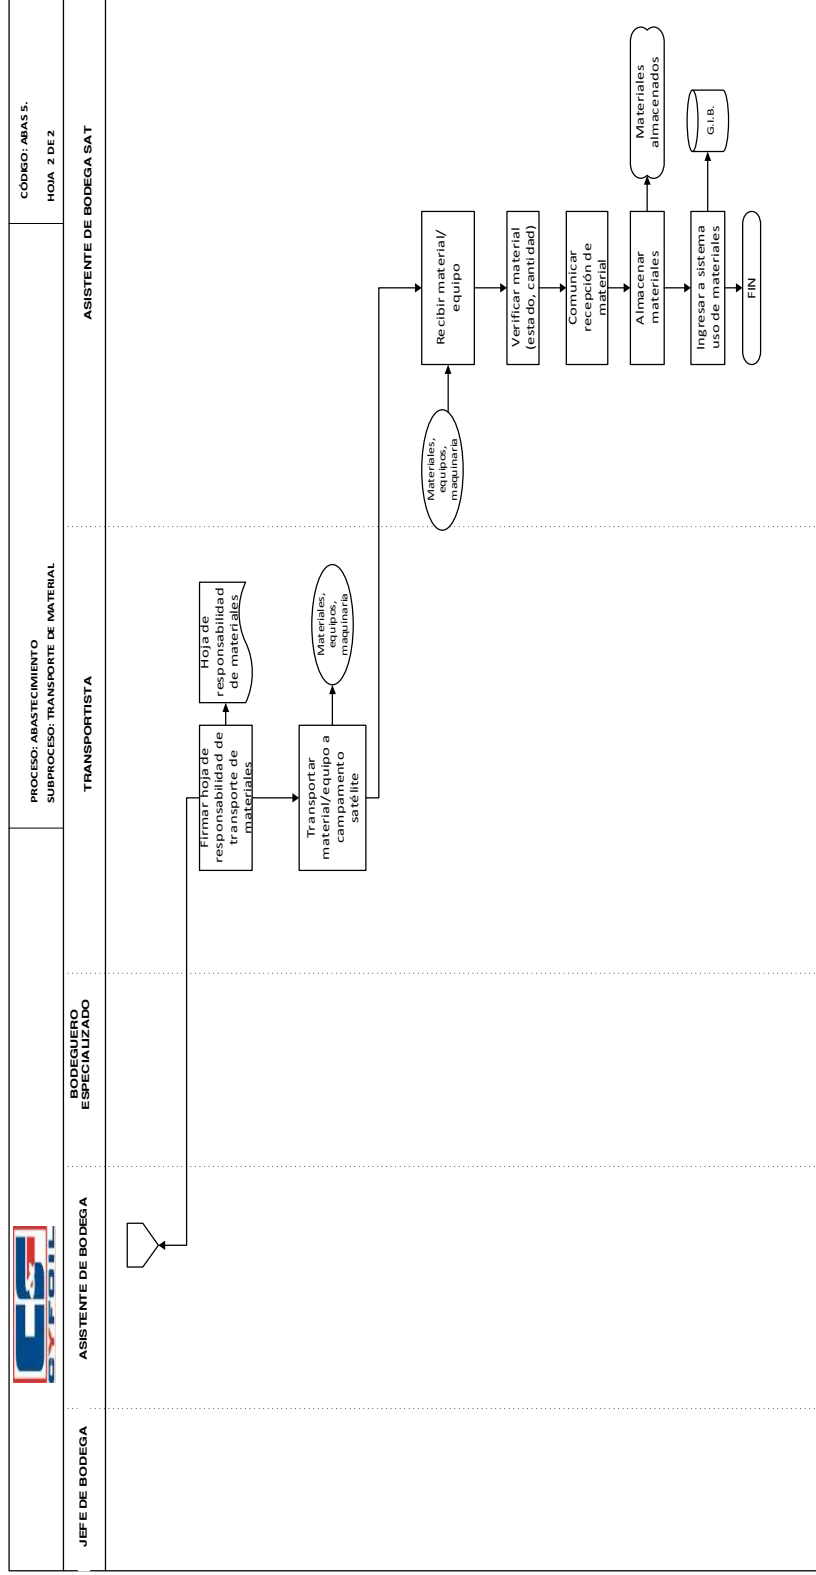 CYFOIL
PROCESO: ABASTECIMIENTO
SUBPROCESO: TRANSPORTE DE MATERIAL
CÓDIGO: ABAS 5.
HOJA 2 DE 2
JEFE DE BODEGA
ASISTENTE DE BODEGA
BODEGUERO
ESPECIALIZADO
TRANSPORTISTA
ASISTENTE DE BODEGA SAT
Firmar hoja de
responsabilidad de
transporte de
materiales
Hoja de
responsabilidad
de materiales
Transportar
material/equipo a
campamento
satélite
Materiales,
equipos,
maquinaria
Materiales,
equipos,
maquinaria
Recibir material/
equipo
Verificar material
(estado, cantidad)
Comunicar
recepción de
material
Almacenar
materiales
Materiales
almacenados
Ingresar a sistema
uso de materiales
G.I.B.
FIN